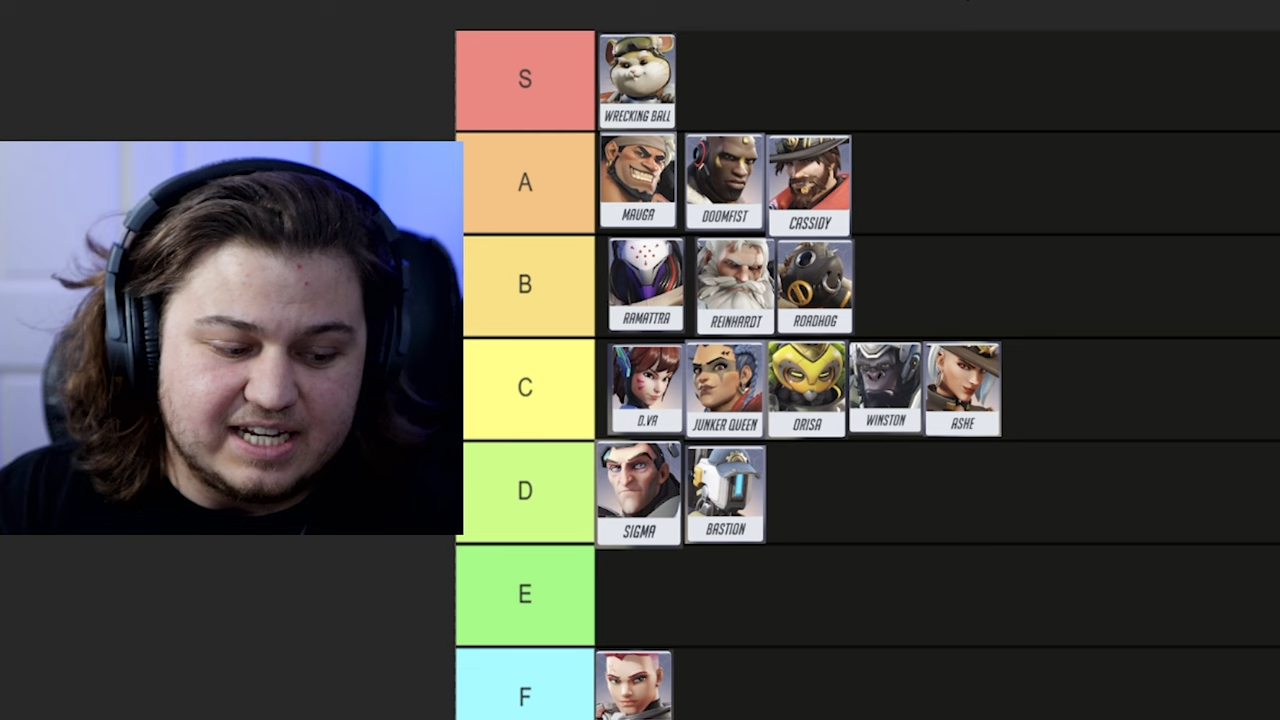 S
WRECKING BALL
A
MAUGA
DOOMFIST
CASSIDY
B
RAMATTRA
REINHARDT
ROADHOG
C
D.VA
JUNKER QUEEN
ORISA
WINSTON
ASHE
D
SIGMA
BASTION
E
F